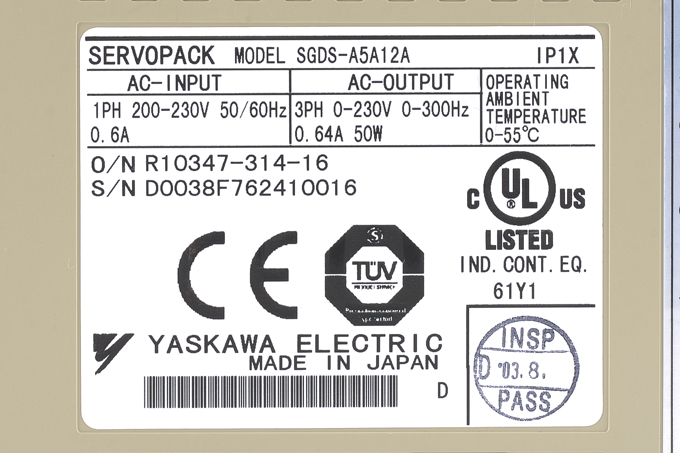 SERVOPACK MODEL SGDS-A5A12A IP1X
AC-INPUT
1PH 200-230V 50/60Hz
0.6A
AC-OUTPUT
3PH 0-230V 0-300Hz
0.64A 50W
OPERATING
AMBIENT
TEMPERATURE
0-55℃
O/N R10347-314-16
S/N D0038F762410016
C UL ® US
LISTED
IND. CONT. EQ.
61Y1
CE
TÜV
YASKAWA ELECTRIC
MADE IN JAPAN
D
INSP
D '03.8.
PASS